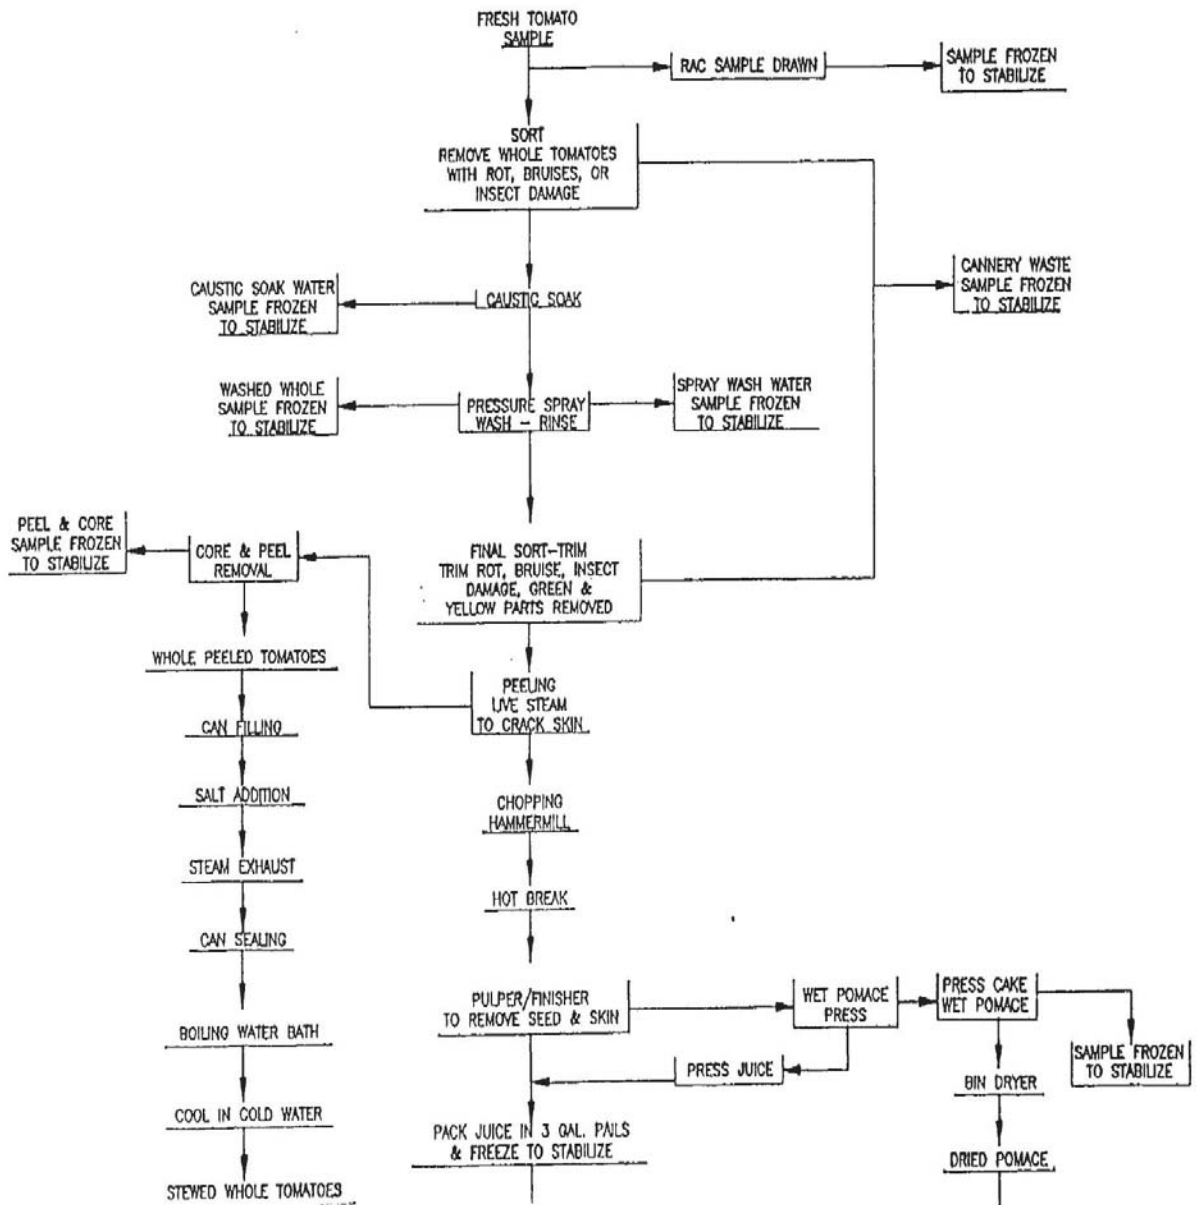 FRESH TOMATO
SAMPLE
RAC SAMPLE DRAWN
SAMPLE FROZEN
TO STABILIZE
SORT
REMOVE WHOLE TOMATOES
WITH ROT, BRUISES, OR
INSECT DAMAGE
CAUSTIC SOAK WATER
SAMPLE FROZEN
TO STABILIZE
CAUSTIC SOAK
CANNERY WASTE
SAMPLE FROZEN
TO STABILIZE
WASHED WHOLE
SAMPLE FROZEN
TO STABILIZE
PRESSURE SPRAY
WASH - RINSE
SPRAY WASH WATER
SAMPLE FROZEN
TO STABILIZE
PEEL & CORE
SAMPLE FROZEN
TO STABILIZE
CORE & PEEL
REMOVAL
FINAL SORT-TRIM
TRIM ROT, BRUISE, INSECT
DAMAGE, GREEN &
YELLOW PARTS REMOVED
WHOLE PEELED TOMATOES
PEELING
LIVE STEAM
TO CRACK SKIN
CAN FILLING
SALT ADDITION
CHOPPING
HAMMERMILL
STEAM EXHAUST
HOT BREAK
CAN SEALING
PULPER/FINISHER
TO REMOVE SEED & SKIN
WET POMACE
PRESS
PRESS CAKE
WET POMACE
BOILING WATER BATH
PRESS JUICE
SAMPLE FROZEN
TO STABILIZE
BIN DRYER
COOL IN COLD WATER
PACK JUICE IN 3 GAL. PAILS
& FREEZE TO STABILIZE
DRIED POMACE
STEWED WHOLE TOMATOES